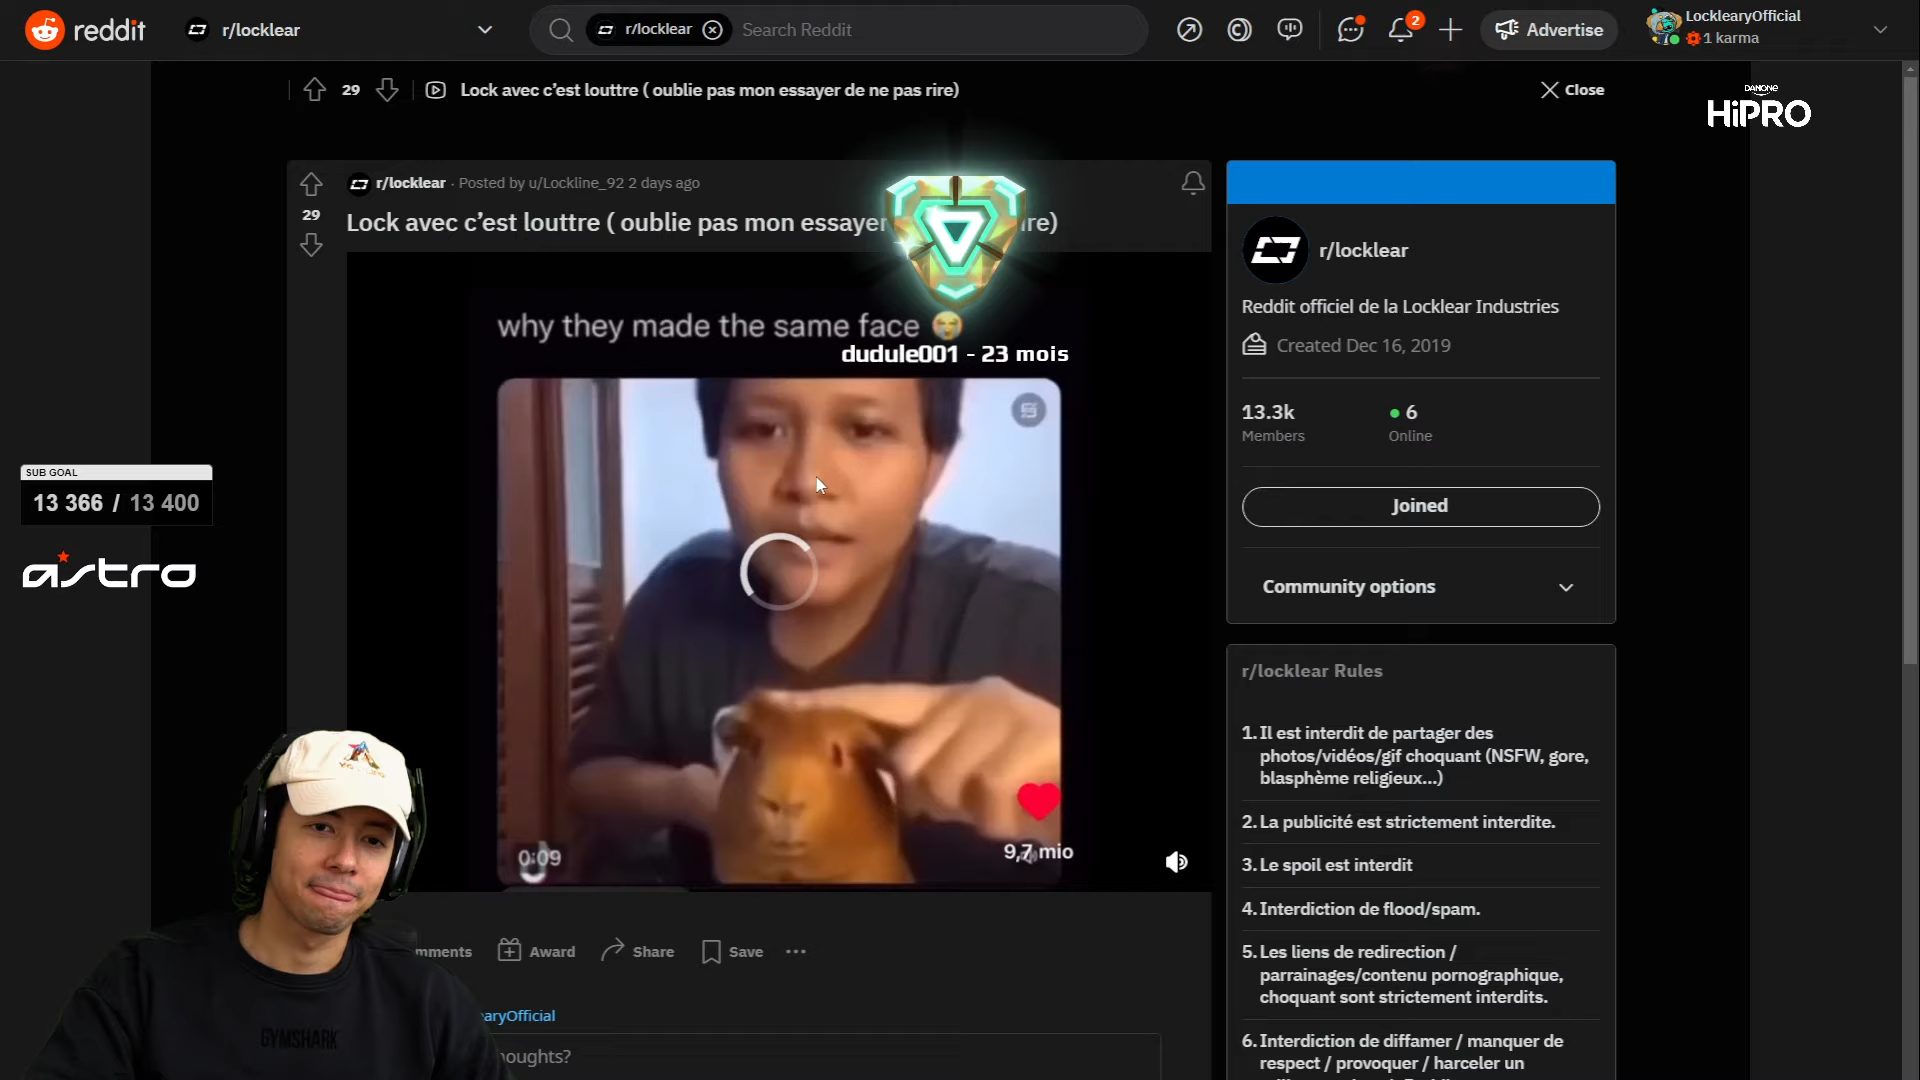 reddit
r/locklear
r/locklear
Search Reddit
2
Advertise
LocklearyOfficial
1 karma
29
Lock avec c’est louttre ( oublie pas mon essayer de ne pas rire)
Close
DANONE
HiPRO
r/locklear · Posted by u/Lockline_92 2 days ago
29
Lock avec c’est louttre ( oublie pas mon essayer re)
why they made the same face
dudule001 - 23 mois
r/locklear
Reddit officiel de la Locklear Industries
Created Dec 16, 2019
13.3k
6
Members
Online
Joined
Community options
SUB GOAL
13 366 / 13 400
astro
r/locklear Rules
1. Il est interdit de partager des
photos/vidéos/gif choquant (NSFW, gore,
blasphème religieux...)
2. La publicité est strictement interdite.
3. Le spoil est interdit
4. Interdiction de flood/spam.
5. Les liens de redirection /
parrainages/contenu pornographique,
choquant sont strictement interdits.
6. Interdiction de diffamer / manquer de
respect / provoquer / harceler un
0:09
9,7 mio
mments
Award
Share
Save
aryOfficial
houghts?
GYMSHARK